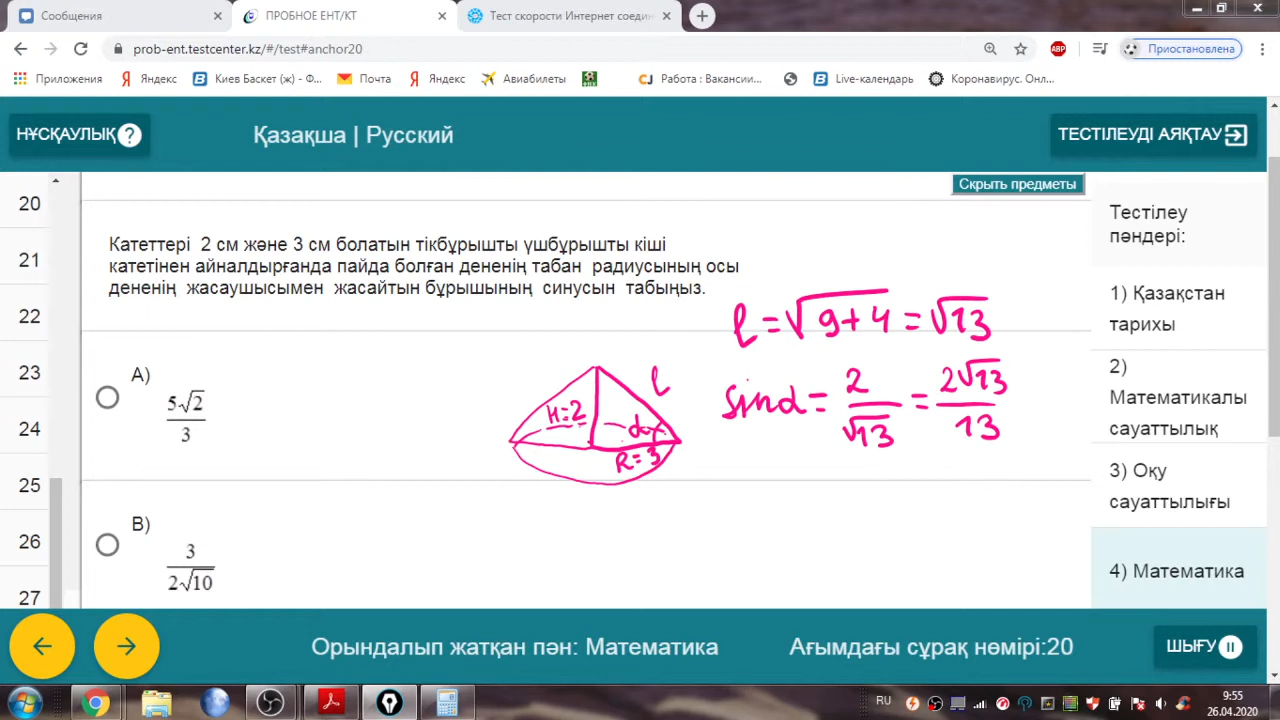 Сообщения
ПРОБНОЕ ЕНТ/КТ
Тест скорости Интернет соедин
prob-ent.testcenter.kz/#/test#anchor20
ABP
Приостановлена
Приложения
Яндекс
Киев Баскет (ж) - Ф...
Почта
Яндекс
Авиабилеты
Работа : Вакансии...
Live-календарь
Коронавирус. Онл...
НҰСҚАУЛЫҚ ?
Қазақша | Русский
ТЕСТІЛЕУДІ АЯҚТАУ
Скрыть предметы
20
21
22
23
24
25
26
27
Катеттері 2 см және 3 см болатын тікбұрышты үшбұрышты кіші
катетінен айналдырғанда пайда болған дененің табан радиусының осы
дененің жасаушысымен жасайтын бұрышының синусын табыңыз.
l = √9+4 = √13
sinα = 2/√13 = 2√13/13
l
H=2
α
R=3
A)
5√2/3
B)
3/2√10
Тестілеу
пәндері:
1) Қазақстан
тарихы
2)
Математикалы
сауаттылық
3) Оқу
сауаттылығы
4) Математика
Орындалып жатқан пән: Математика
Ағымдағы сұрақ нөмірі:20
ШЫҒУ
RU
9:55
26.04.2020